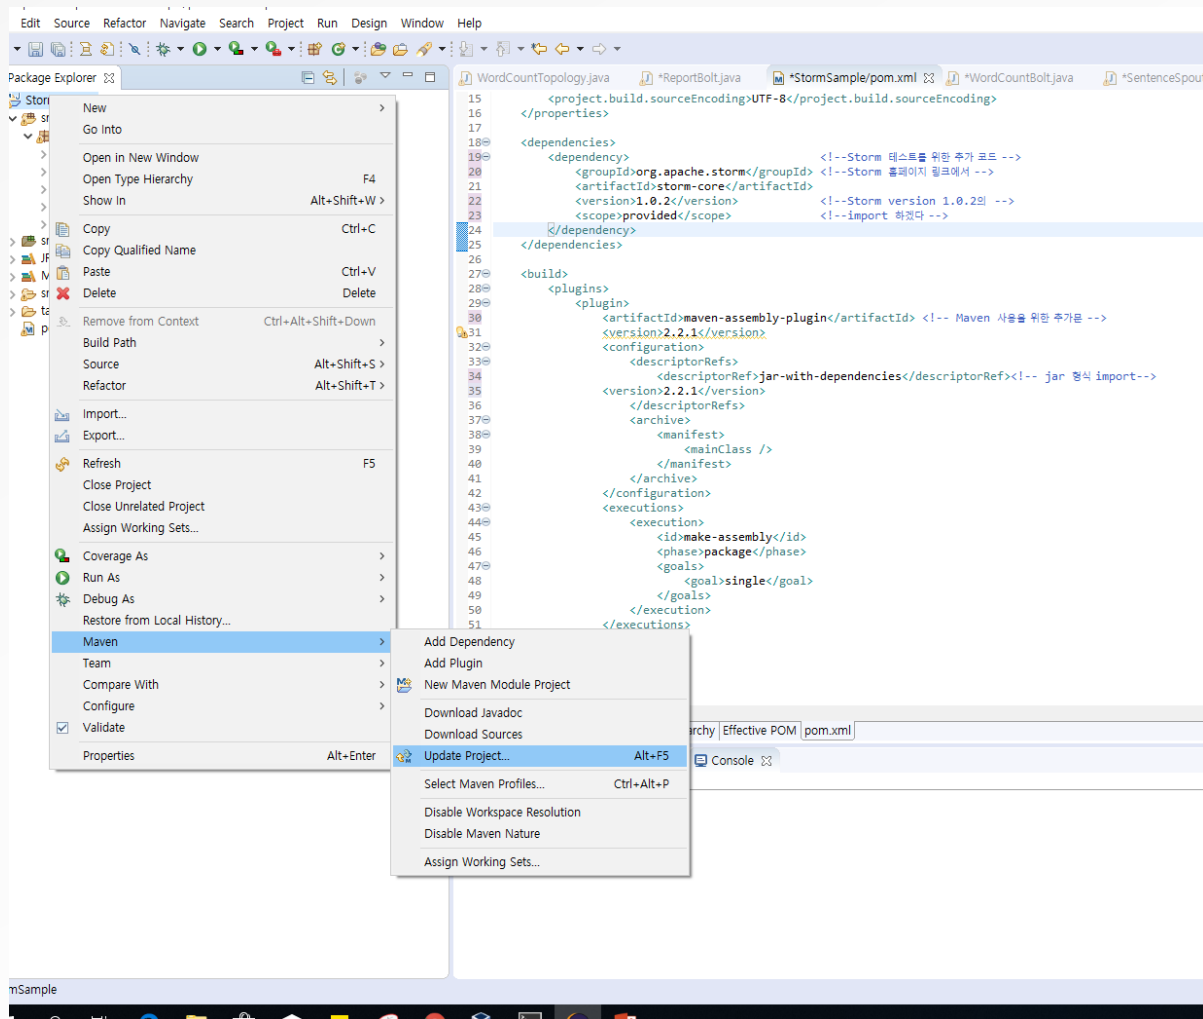 Edit Source Refactor Navigate Search Project Run Design Window Help
Package Explorer
WordCountTopology.java *ReportBolt.java *StormSample/pom.xml *WordCountBolt.java *SentenceSpou
Stor
sr
sr
JF
M
sr
ta
p
New
Go Into
Open in New Window
Open Type Hierarchy F4
Show In Alt+Shift+W >
Copy Ctrl+C
Copy Qualified Name
Paste Ctrl+V
Delete Delete
Remove from Context Ctrl+Alt+Shift+Down
Build Path
Source Alt+Shift+S >
Refactor Alt+Shift+T >
Import...
Export...
Refresh F5
Close Project
Close Unrelated Project
Assign Working Sets...
Coverage As
Run As
Debug As
Restore from Local History...
Maven
Team
Compare With
Configure
Validate
Properties Alt+Enter
Add Dependency
Add Plugin
New Maven Module Project
Download Javadoc
Download Sources
Update Project... Alt+F5
Select Maven Profiles... Ctrl+Alt+P
Disable Workspace Resolution
Disable Maven Nature
Assign Working Sets...
15 <project.build.sourceEncoding>UTF-8</project.build.sourceEncoding>
16 </properties>
17
18 <dependencies>
19 <dependency> <!--Storm 테스트를 위한 추가 코드 -->
20 <groupId>org.apache.storm</groupId> <!--Storm 홈페이지 링크에서 -->
21 <artifactId>storm-core</artifactId>
22 <version>1.0.2</version> <!--Storm version 1.0.2의 -->
23 <scope>provided</scope> <!--import 하겠다 -->
24 </dependency>
25 </dependencies>
26
27 <build>
28 <plugins>
29 <plugin>
30 <artifactId>maven-assembly-plugin</artifactId> <!-- Maven 사용을 위한 추가분 -->
31 <version>2.2.1</version>
32 <configuration>
33 <descriptorRefs>
34 <descriptorRef>jar-with-dependencies</descriptorRef><!-- jar 형식 import-->
35 <version>2.2.1</version>
36 </descriptorRefs>
37 <archive>
38 <manifest>
39 <mainClass />
40 </manifest>
41 </archive>
42 </configuration>
43 <executions>
44 <execution>
45 <id>make-assembly</id>
46 <phase>package</phase>
47 <goals>
48 <goal>single</goal>
49 </goals>
50 </execution>
51 </executions>
rchy Effective POM pom.xml
Console
mSample